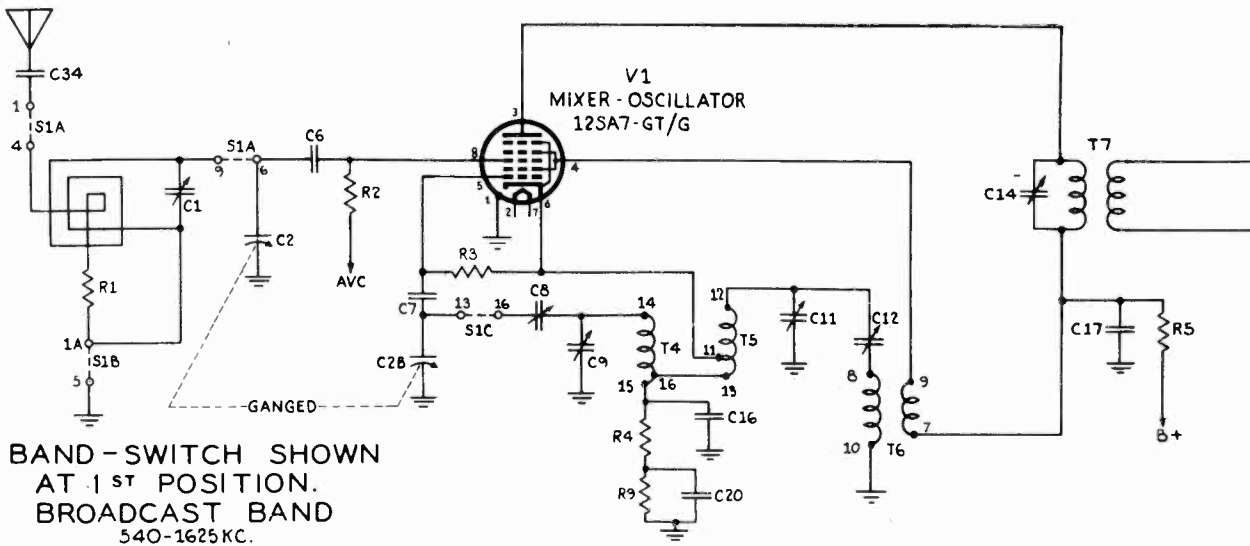 C34
1
S1A
4
C1
S1A
9
6
C2
C6
R2
AVC
R1
1A
S1B
5
GANGED
V1
MIXER-OSCILLATOR
12SA7-GT/G
3
8
5
4
1
2
7
6
R3
C7
13
16
S1C
C8
C2B
C9
14
T4
15
16
12
11
T5
13
C11
C12
C16
R4
R9
C20
8
10
T6
9
7
C14
T7
C17
R5
B+
BAND-SWITCH SHOWN
AT 1ST POSITION.
BROADCAST BAND
540-1625KC.